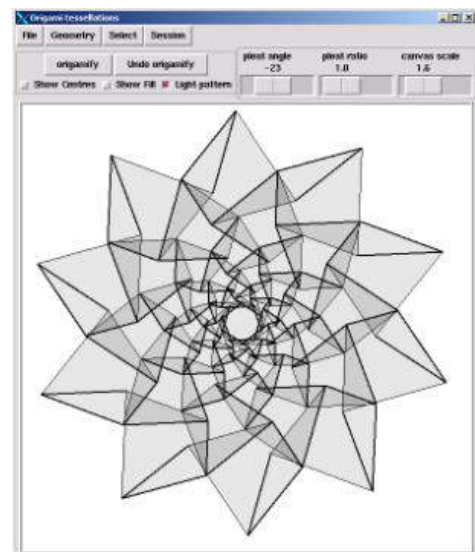 Origami tessellations
File Geometry Select Session
origamify Undo origamify
pleat angle pleat ratio canvas scale
-23 1.0 1.6
Show Centres Show Fill Light pattern